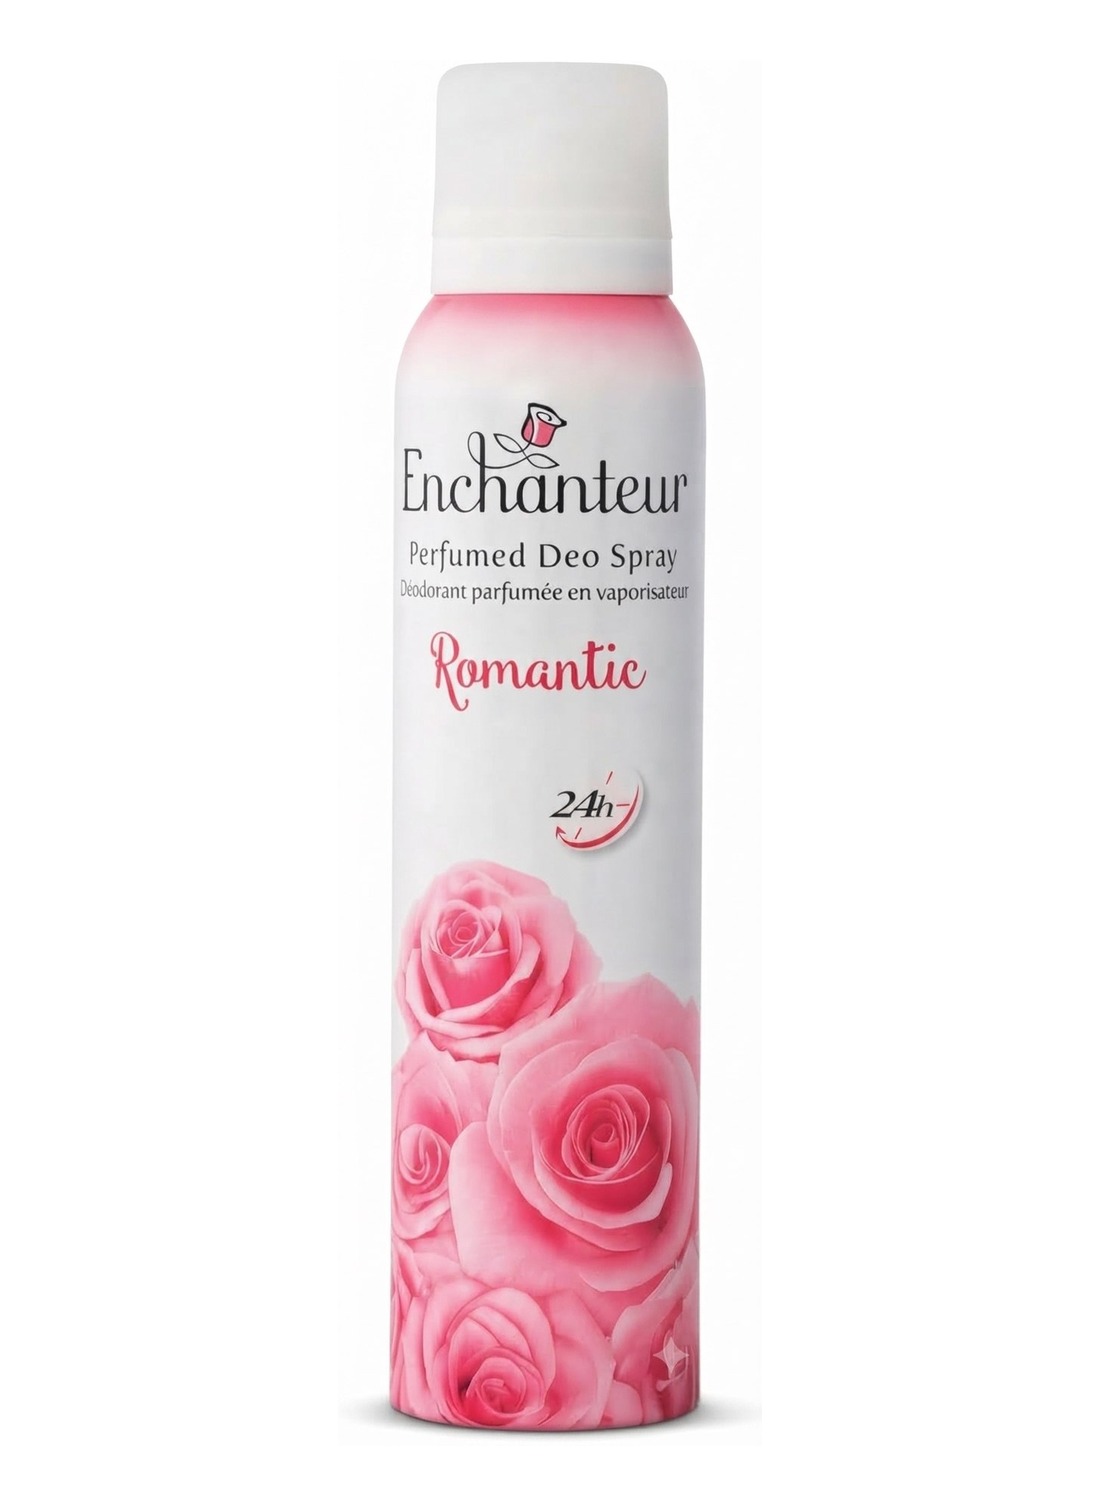 Enchanteur
Perfumed Deo Spray
Déodorant parfumée en vaporisateur
Romantic
24h